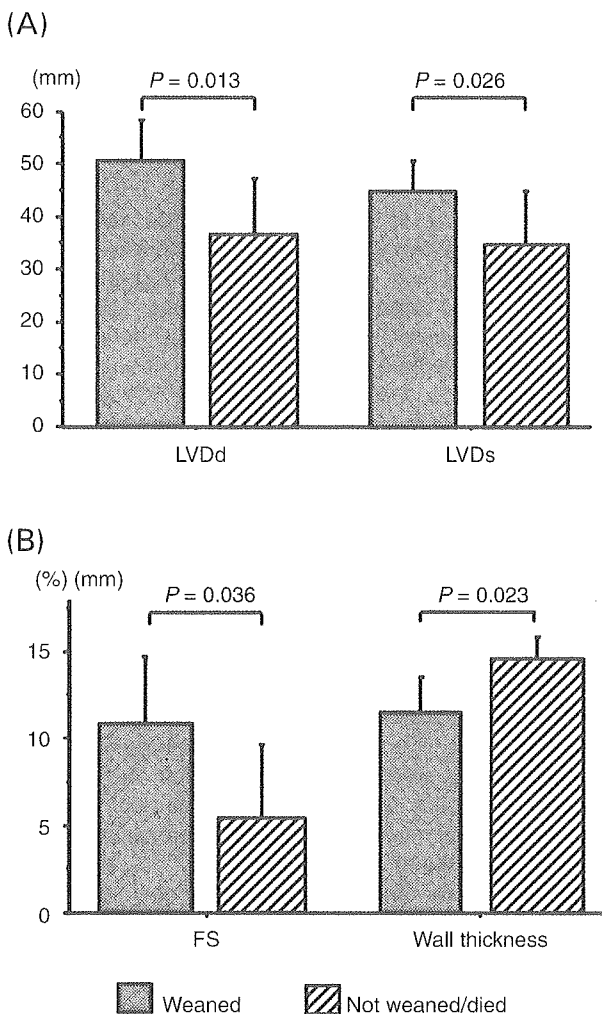 (A)
(mm)
P = 0.013 P = 0.026
60
50
40
30
20
10
0
LVDd LVDs
(B)
(%) (mm)
P = 0.036 P = 0.023
15
10
5
0
FS Wall thickness
Weaned Not weaned/died